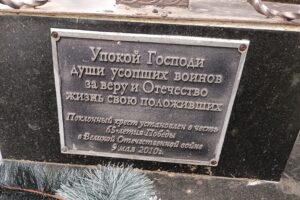 Упокой Господи
души усопших воинов
за веру и Отечество
жизнь свою положивших
Поклонный крест установлен в честь
65-летия Победы
в Великой Отечественной войне
9 мая 2010г.